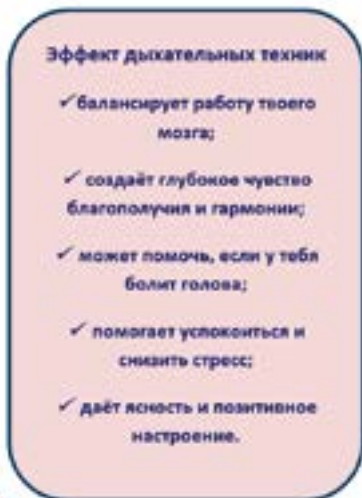 Эффект дыхательных техник
✓ балансирует работу твоего
мозга;
✓ создаёт глубокое чувство
благополучия и гармонии;
✓ может помочь, если у тебя
болит голова;
✓ помогает успокоиться и
снизить стресс;
✓ даёт ясность и позитивное
настроение.